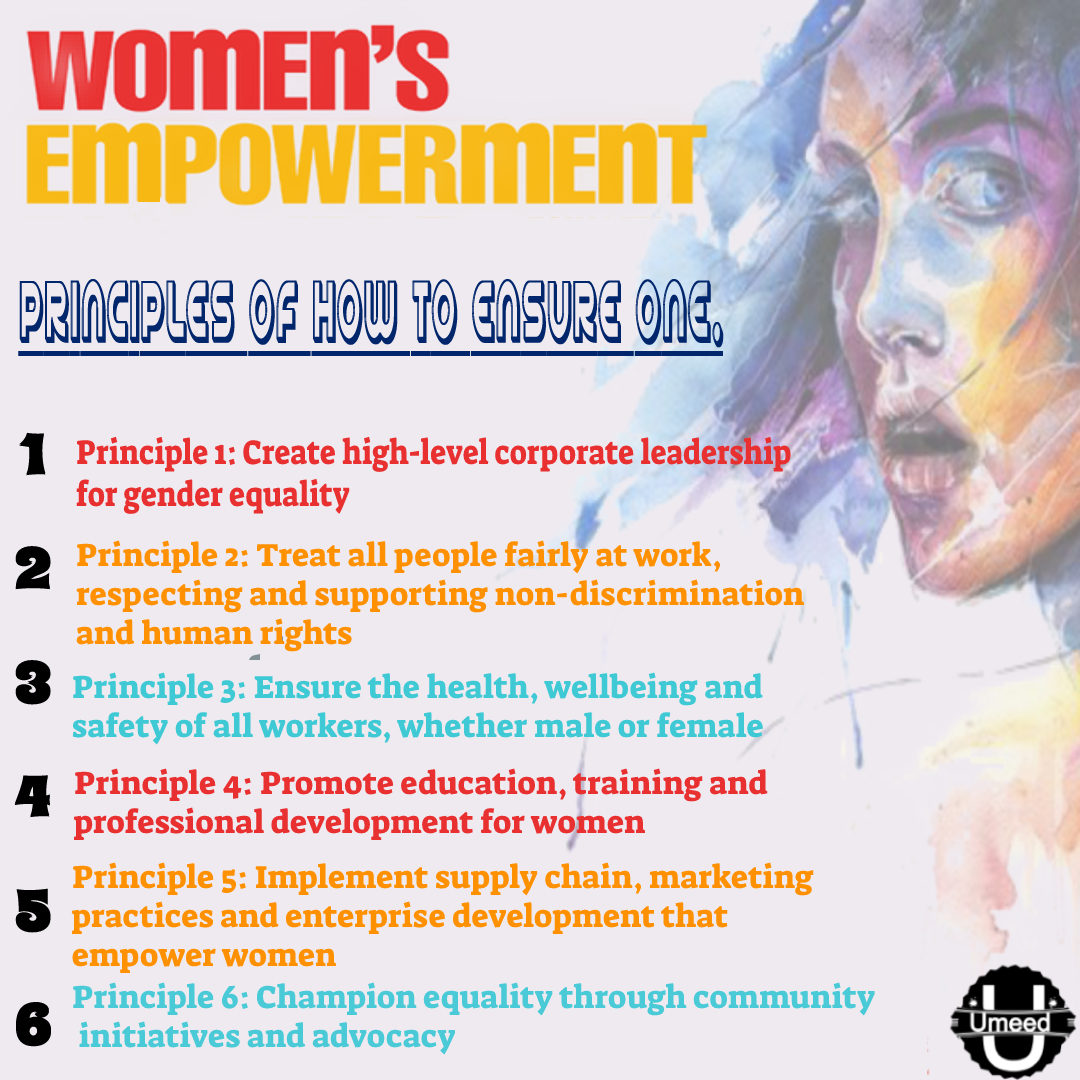 WOMEN'S
EMPOWERMENT
PRINCIPLES OF HOW TO ENSURE ONE.
1 Principle 1: Create high-level corporate leadership
for gender equality
2 Principle 2: Treat all people fairly at work,
respecting and supporting non-discrimination
and human rights
3 Principle 3: Ensure the health, wellbeing and
safety of all workers, whether male or female
4 Principle 4: Promote education, training and
professional development for women
5 Principle 5: Implement supply chain, marketing
practices and enterprise development that
empower women
6 Principle 6: Champion equality through community
initiatives and advocacy
U
Umeed